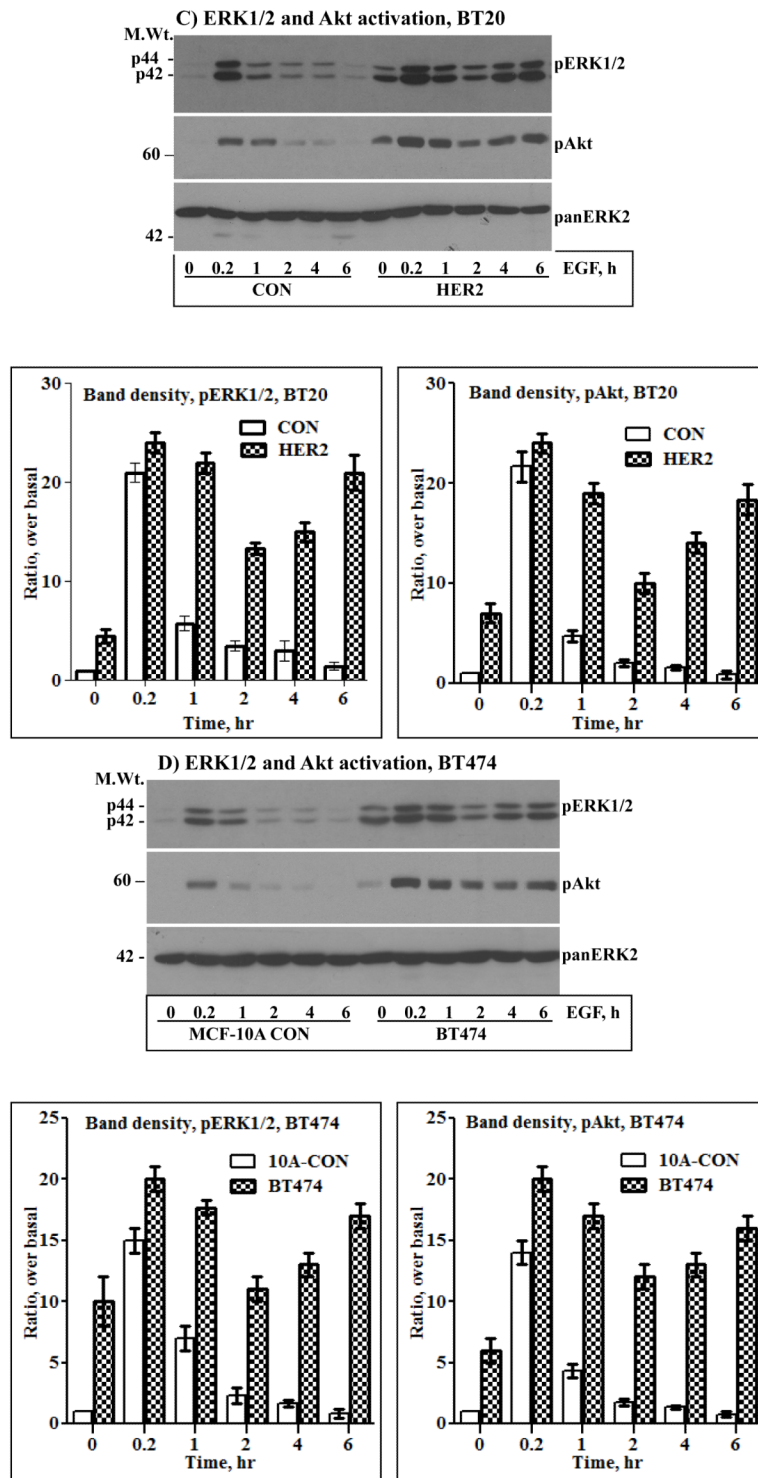 C) ERK1/2 and Akt activation, BT20
M.Wt.
p44 -
p42 -
pERK1/2
pAkt
60 —
panERK2
42 -
0 0.2 1 2 4 6 0 0.2 1 2 4 6 EGF, h
CON HER2
Band density, pERK1/2, BT20
CON
HER2
Ratio, over basal
30
20
10
0
0 0.2 1 2 4 6
Time, hr
Band density, pAkt, BT20
CON
HER2
Ratio, over basal
30
20
10
0
0 0.2 1 2 4 6
Time, hr
D) ERK1/2 and Akt activation, BT474
M.Wt.
p44 -
p42 -
pERK1/2
60 –
pAkt
42 -
panERK2
0 0.2 1 2 4 6 0 0.2 1 2 4 6 EGF, h
MCF-10A CON BT474
Band density, pERK1/2, BT474
10A-CON
BT474
Ratio, over basal
25
20
15
10
5
0
0 0.2 1 2 4 6
Time, hr
Band density, pAkt, BT474
10A-CON
BT474
Ratio, over basal
25
20
15
10
5
0
0 0.2 1 2 4 6
Time, hr